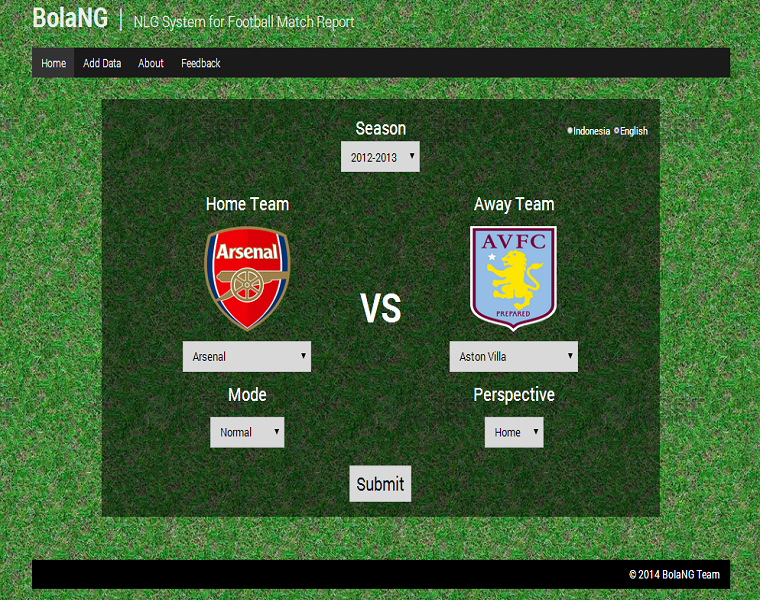 BolaNG | NLG System for Football Match Report
Home Add Data About Feedback
Season
Indonesia English
2012-2013
Home Team Away Team
Arsenal AVFC
PREPARED
VS
Arsenal Aston Villa
Mode Perspective
Normal Home
Submit
© 2014 BolaNG Team